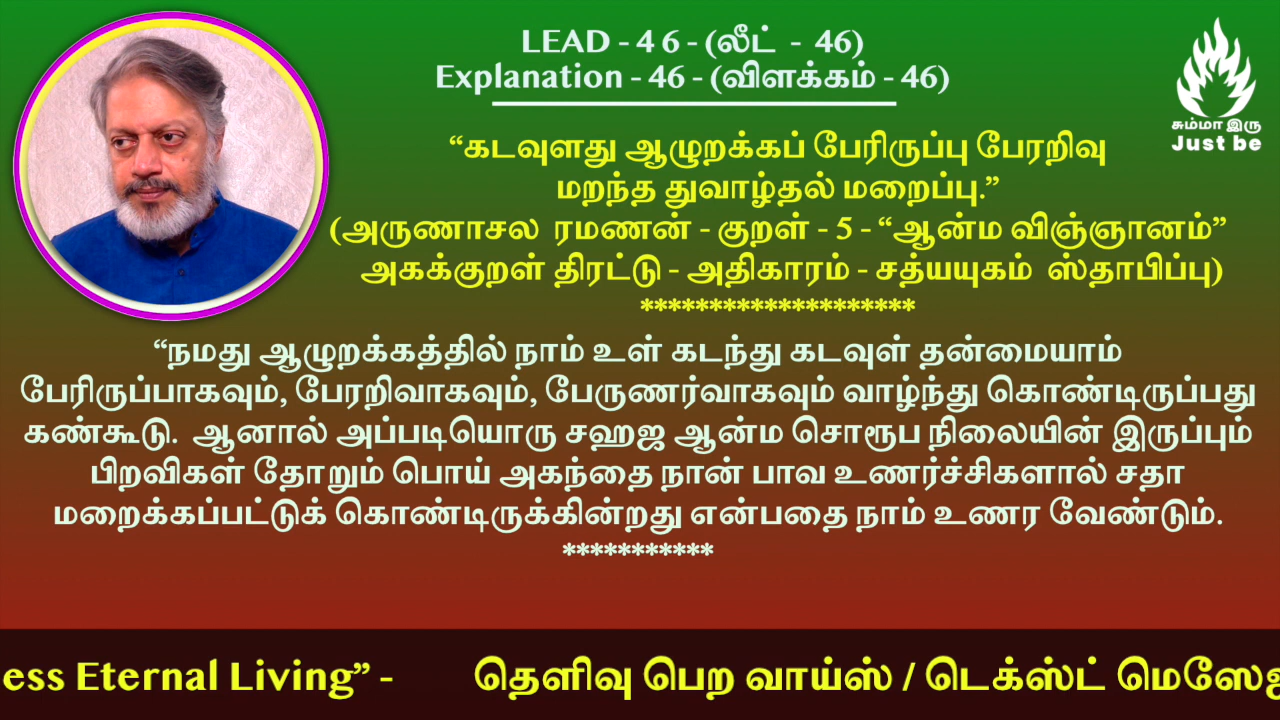 LEAD - 4 6 - (லீட் - 46)
Explanation - 46 - (விளக்கம் - 46)
சும்மா இரு
Just be
“கடவுளது ஆழுறக்கப் பேரிருப்பு பேரறிவு
மறந்த துவாழ்தல் மறைப்பு.”
(அருணாசல ரமணன் - குறள் - 5 - “ஆன்ம விஞ்ஞானம்”
அகக்குறள் திரட்டு - அதிகாரம் - சத்யயுகம் ஸ்தாபிப்பு)
********************
“நமது ஆழுறக்கத்தில் நாம் உள் கடந்து கடவுள் தன்மையாம்
பேரிருப்பாகவும், பேரறிவாகவும், பேருணர்வாகவும் வாழ்ந்து கொண்டிருப்பது
கண்கூடு. ஆனால் அப்படியொரு சஹஜ ஆன்ம சொரூப நிலையின் இருப்பும்
பிறவிகள் தோறும் பொய் அகந்தை நான் பாவ உணர்ச்சிகளால் சதா
மறைக்கப்பட்டுக் கொண்டிருக்கின்றது என்பதை நாம் உணர வேண்டும்.
***********
ess Eternal Living” - தெளிவு பெற வாய்ஸ் / டெக்ஸ்ட் மெஸே